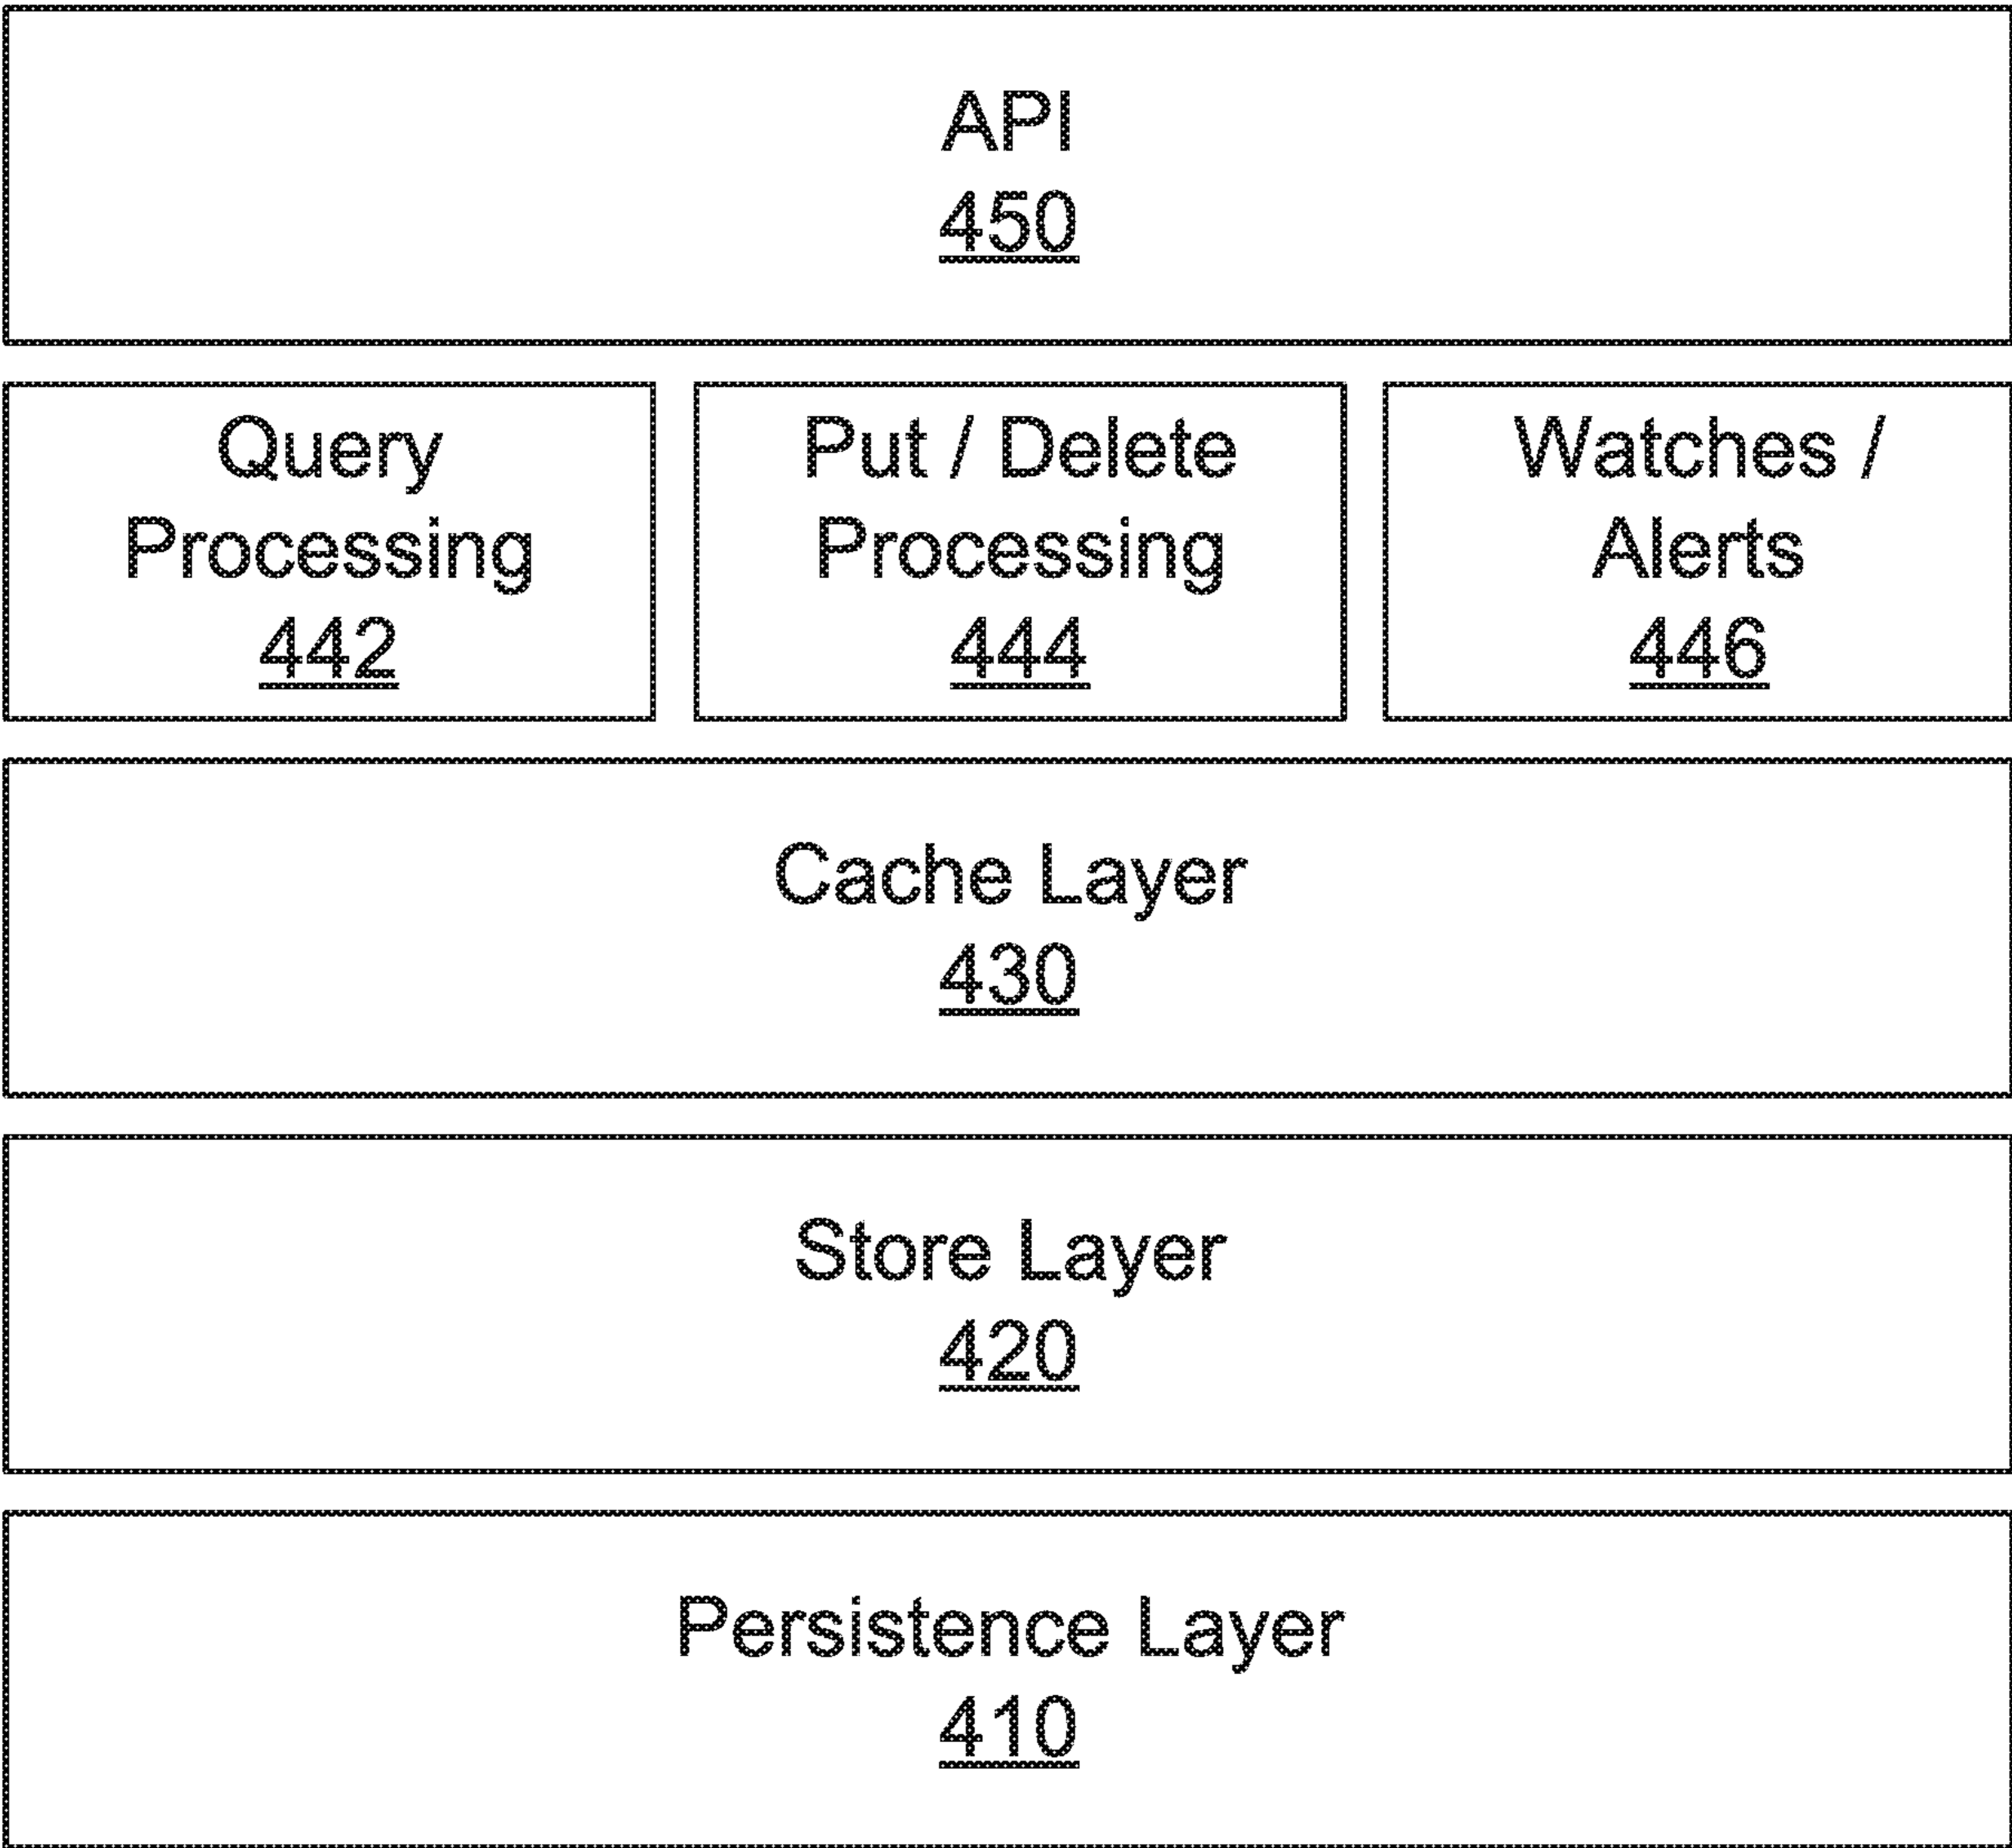 API
450
Query
Processing
442
Put / Delete
Processing
444
Watches /
Alerts
446
Cache Layer
430
Store Layer
420
Persistence Layer
410